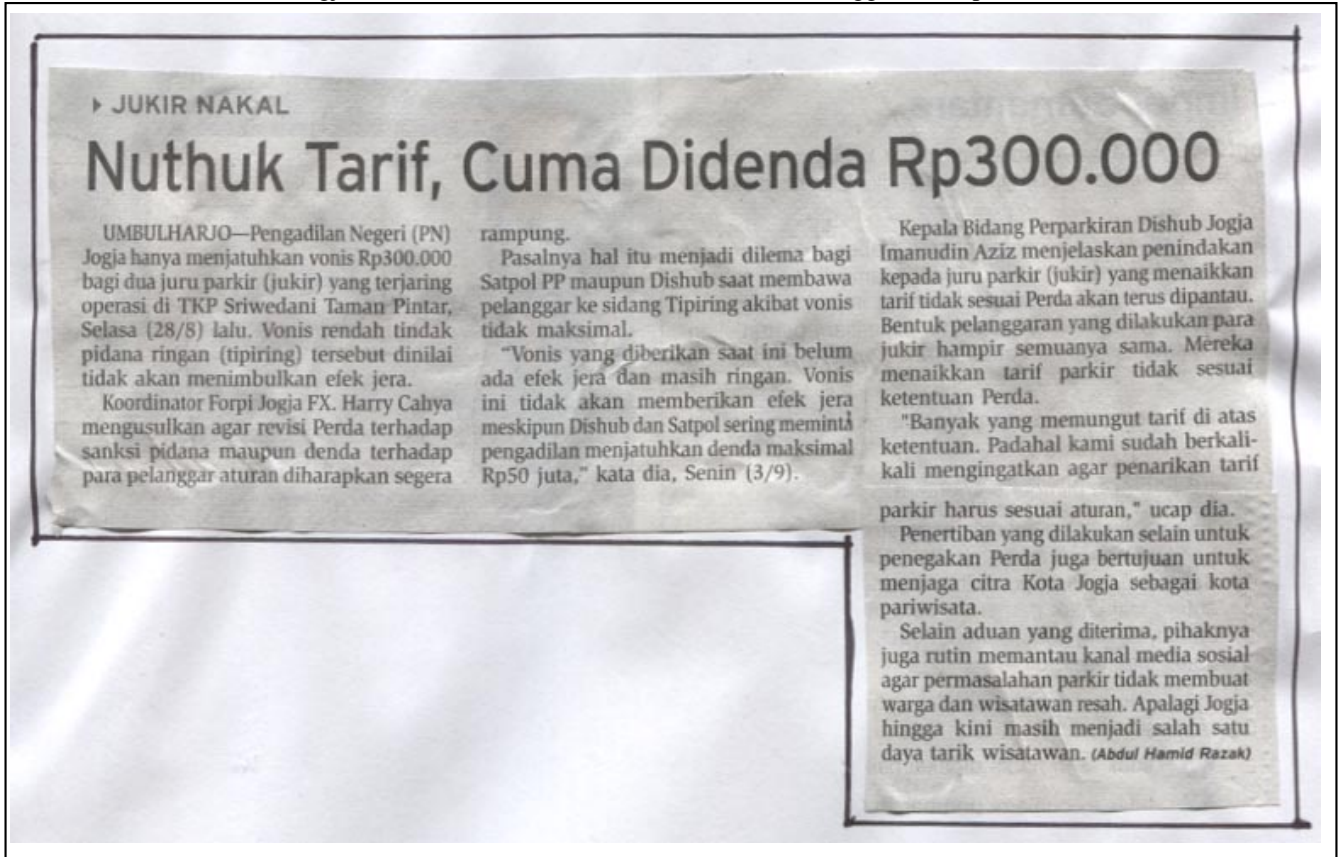 JUKIR NAKAL
Nuthuk Tarif, Cuma Didenda Rp300.000
UMBULHARJO—Pengadilan Negeri (PN)
Jogja hanya menjatuhkan vonis Rp300.000
bagi dua juru parkir (jukir) yang terjaring
operasi di TKP Sriwedani Taman Pintar,
Selasa (28/8) lalu. Vonis rendah tindak
pidana ringan (tipiring) tersebut dinilai
tidak akan menimbulkan efek jera.
Koordinator Forpi Jogja FX. Harry Cahya
mengusulkan agar revisi Perda terhadap
sanksi pidana maupun denda terhadap
para pelanggar aturan diharapkan segera
rampung.
Pasalnya hal itu menjadi dilema bagi
Satpol PP maupun Dishub saat membawa
pelanggar ke sidang Tipiring akibat vonis
tidak maksimal.
"Vonis yang diberikan saat ini belum
ada efek jera dan masih ringan. Vonis
ini tidak akan memberikan efek jera
meskipun Dishub dan Satpol sering meminta
pengadilan menjatuhkan denda maksimal
Rp50 juta," kata dia, Senin (3/9).
Kepala Bidang Perparkiran Dishub Jogja
Imanudin Aziz menjelaskan penindakan
kepada juru parkir (jukir) yang menaikkan
tarif tidak sesuai Perda akan terus dipantau.
Bentuk pelanggaran yang dilakukan para
jukir hampir semuanya sama. Mereka
menaikkan tarif parkir tidak sesuai
ketentuan Perda.
"Banyak yang memungut tarif di atas
ketentuan. Padahal kami sudah berkali-
kali mengingatkan agar penarikan tarif
parkir harus sesuai aturan," ucap dia.
Penertiban yang dilakukan selain untuk
penegakan Perda juga bertujuan untuk
menjaga citra Kota Jogja sebagai kota
pariwisata.
Selain aduan yang diterima, pihaknya
juga rutin memantau kanal media sosial
agar permasalahan parkir tidak membuat
warga dan wisatawan resah. Apalagi Jogja
hingga kini masih menjadi salah satu
daya tarik wisatawan. (Abdul Hamid Razak)